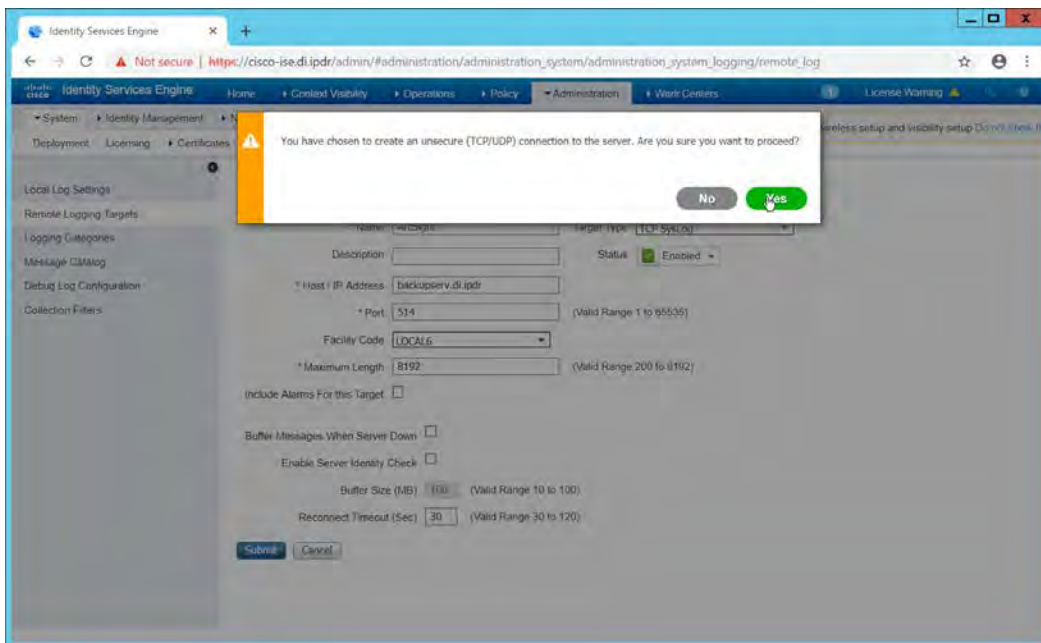 Identity Services Engine
Not secure | https://cisco-ise.di.ipdr/admin/#administration/administration_system/administration_system_logging/remote_log
cisco Identity Services Engine Home Context Visibility Operations Policy Administration Work Centers License Warning
System Identity Management
wireless setup and visibility setup Do not show
Deployment Licensing Certificates
You have chosen to create an unsecure (TCP/UDP) connection to the server. Are you sure you want to proceed?
No Yes
Local Log Settings
Remote Logging Targets
Logging Categories
Message Catalog
Debug Log Configuration
Collection Filters
Name Target Type TCP SysLog
Description Status Enabled
* Host / IP Address backupserv.di.ipdr
* Port 514 (Valid Range 1 to 65535)
Facility Code LOCAL6
* Maximum Length 8192 (Valid Range 200 to 8192)
Include Alarms For this Target
Buffer Messages When Server Down
Enable Server Identity Check
Buffer Size (MB) 100 (Valid Range 10 to 100)
Reconnect Timeout (Sec) 30 (Valid Range 30 to 120)
Submit Cancel